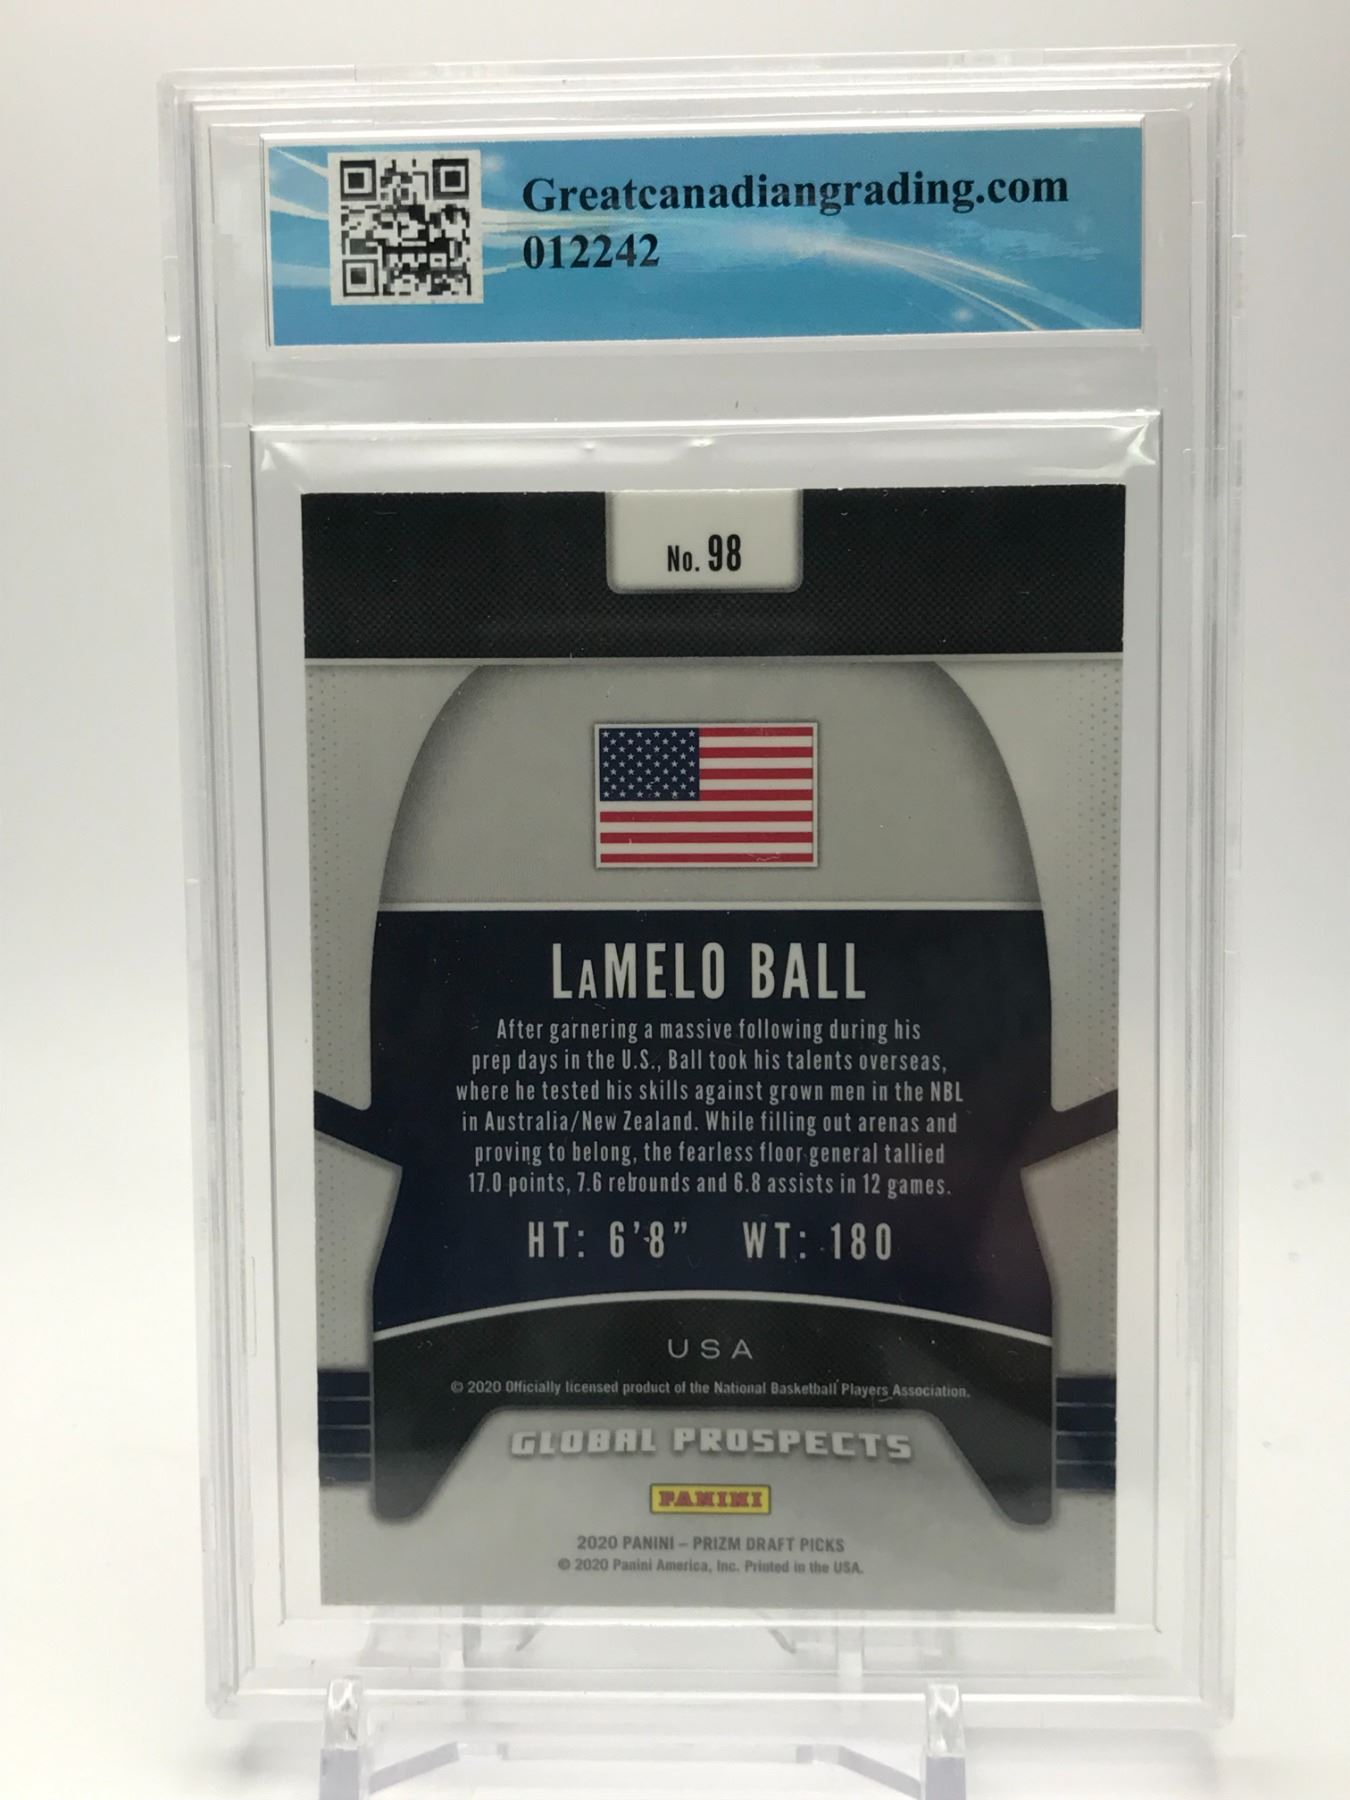 Greatcanadiangrading.com
012242
No. 98
LaMELO BALL
After garnering a massive following during his
prep days in the U.S., Ball took his talents overseas,
where he tested his skills against grown men in the NBL
in Australia/New Zealand. While filling out arenas and
proving to belong, the fearless floor general tallied
17.0 points, 7.6 rebounds and 6.8 assists in 12 games.
HT: 6'8" WT: 180
USA
© 2020 Officially licensed product of the National Basketball Players Association.
GLOBAL PROSPECTS
PANINI
2020 PANINI – PRIZM DRAFT PICKS
© 2020 Panini America, Inc. Printed in the USA.